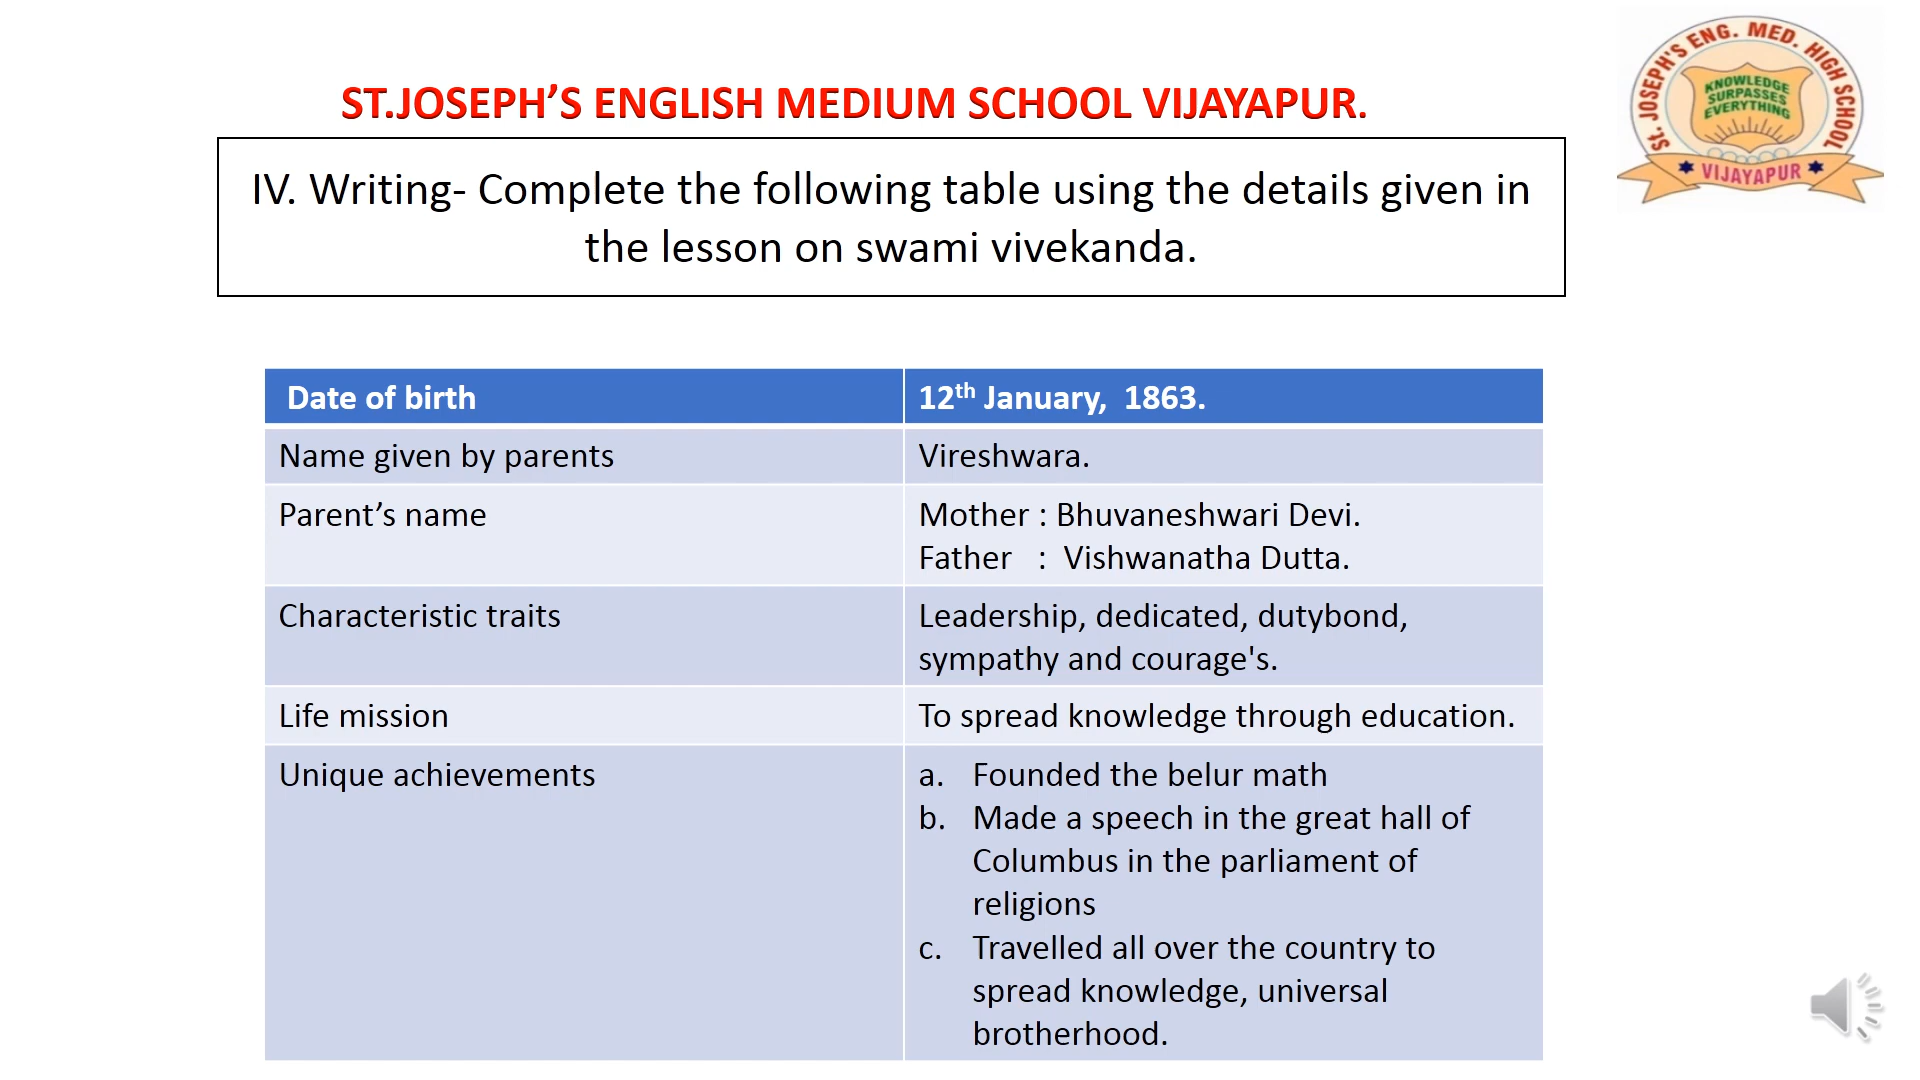 ST.JOSEPH’S ENGLISH MEDIUM SCHOOL VIJAYAPUR.
St. JOSEPH'S ENG. MED. HIGH SCHOOL
KNOWLEDGE
SURPASSES
EVERYTHING
VIJAYAPUR
IV. Writing- Complete the following table using the details given in
the lesson on swami vivekanda.
Date of birth 12th January, 1863.
Name given by parents Vireshwara.
Parent’s name Mother : Bhuvaneshwari Devi.
Father : Vishwanatha Dutta.
Characteristic traits Leadership, dedicated, dutybond,
sympathy and courage's.
Life mission To spread knowledge through education.
Unique achievements a. Founded the belur math
b. Made a speech in the great hall of
Columbus in the parliament of
religions
c. Travelled all over the country to
spread knowledge, universal
brotherhood.